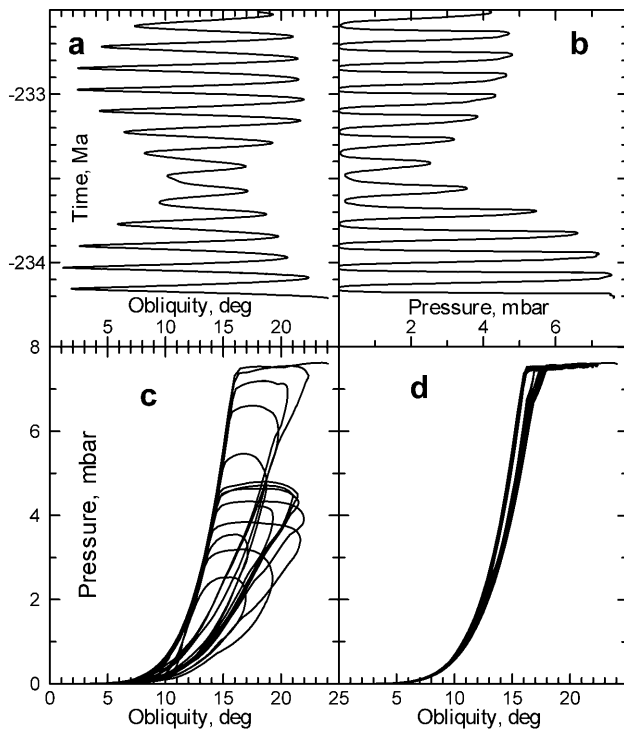 a b
-233
Time, Ma
-234
Obliquity, deg Pressure, mbar
5 10 15 20 2 4 6
8
c d
6
Pressure, mbar
4
2
0
0 5 10 15 20 25 5 10 15 20
Obliquity, deg Obliquity, deg